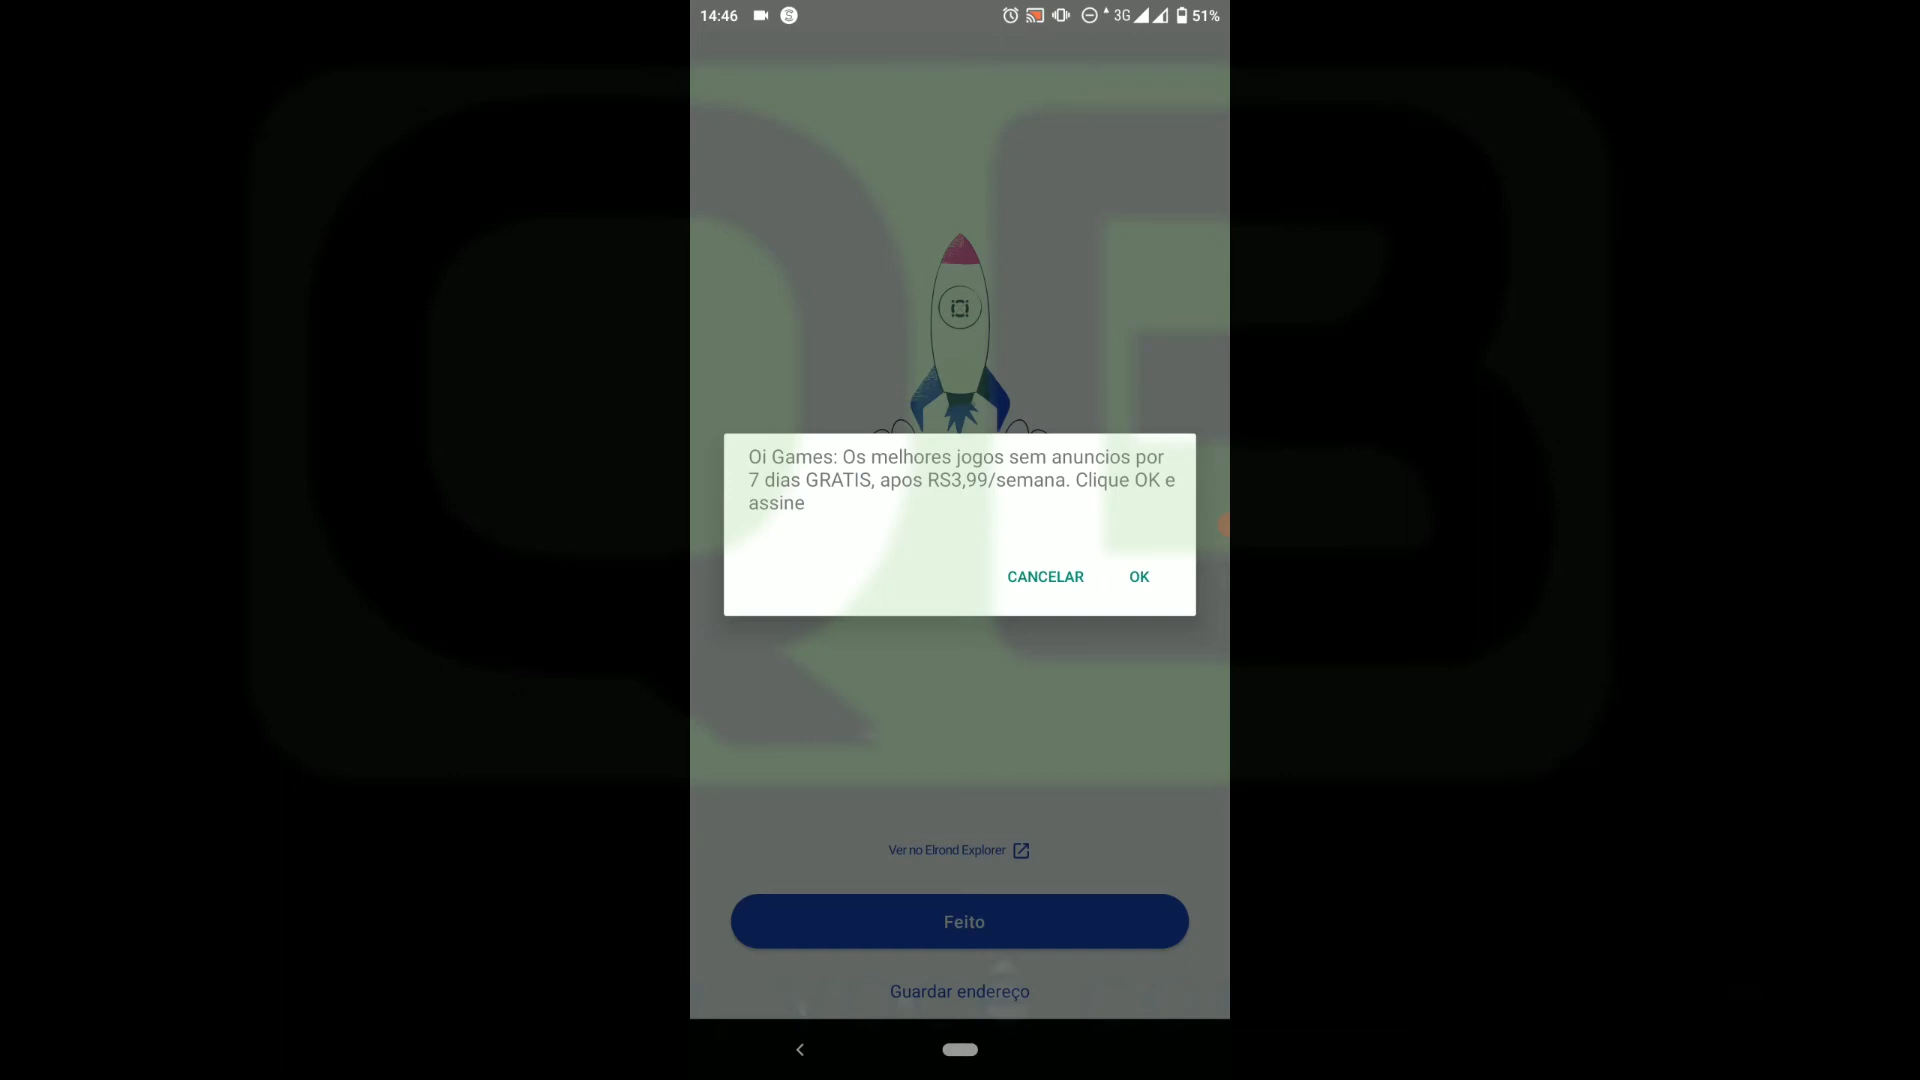 14:46
3G
51%
Oi Games: Os melhores jogos sem anuncios por
7 dias GRATIS, apos RS3,99/semana. Clique OK e
assine
CANCELAR
OK
Ver no Elrond Explorer
Feito
Guardar endereço